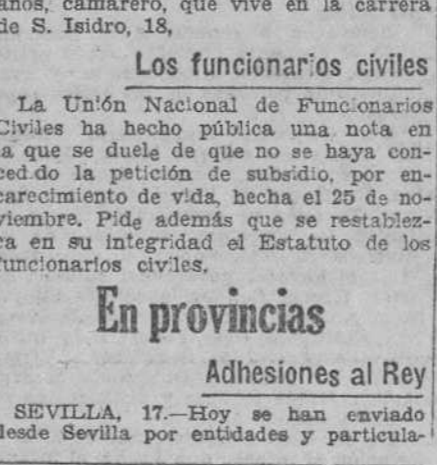 años, camarero, que vive en la carrera
de S. Isidro, 18,
Los funcionarios civiles
La Unión Nacional de Funcionarios
Civiles ha hecho pública una nota en
la que se duele de que no se haya con-
ced.do la petición de subsidio, por en-
carecimiento de vida, hecha el 25 de no-
viembre. Pide además que se restablez-
ca en su integridad el Estatuto de los
funcionarios civiles.
En provincias
Adhesiones al Rey
SEVILLA, 17.—Hoy se han enviado
desde Sevilla por entidades y particula-